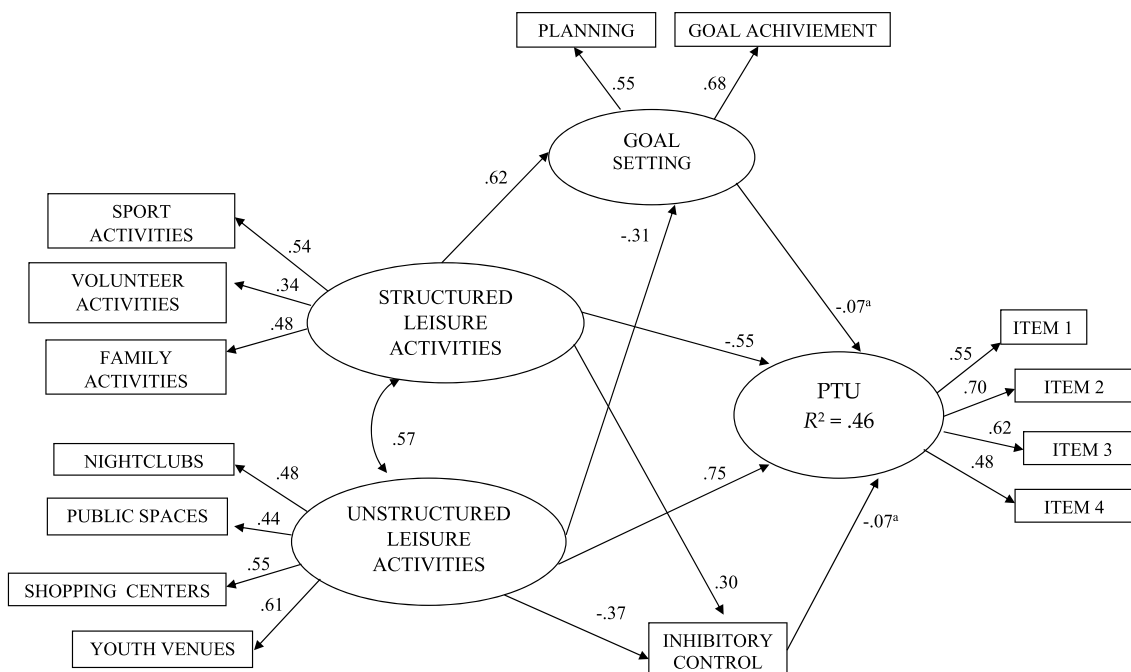 PLANNING
GOAL ACHIVIEMENT
.55
.68
GOAL
SETTING
.62
-.31
SPORT
ACTIVITIES
.54
VOLUNTEER
ACTIVITIES
.34
FAMILY
ACTIVITIES
.48
STRUCTURED
LEISURE
ACTIVITIES
-.07ª
-.55
PTU
R² = .46
.55
ITEM 1
.70
ITEM 2
.62
ITEM 3
.48
ITEM 4
.57
NIGHTCLUBS
.48
PUBLIC SPACES
.44
SHOPPING CENTERS
.55
YOUTH VENUES
.61
UNSTRUCTURED
LEISURE
ACTIVITIES
.75
-.07ª
.30
-.37
INHIBITORY
CONTROL